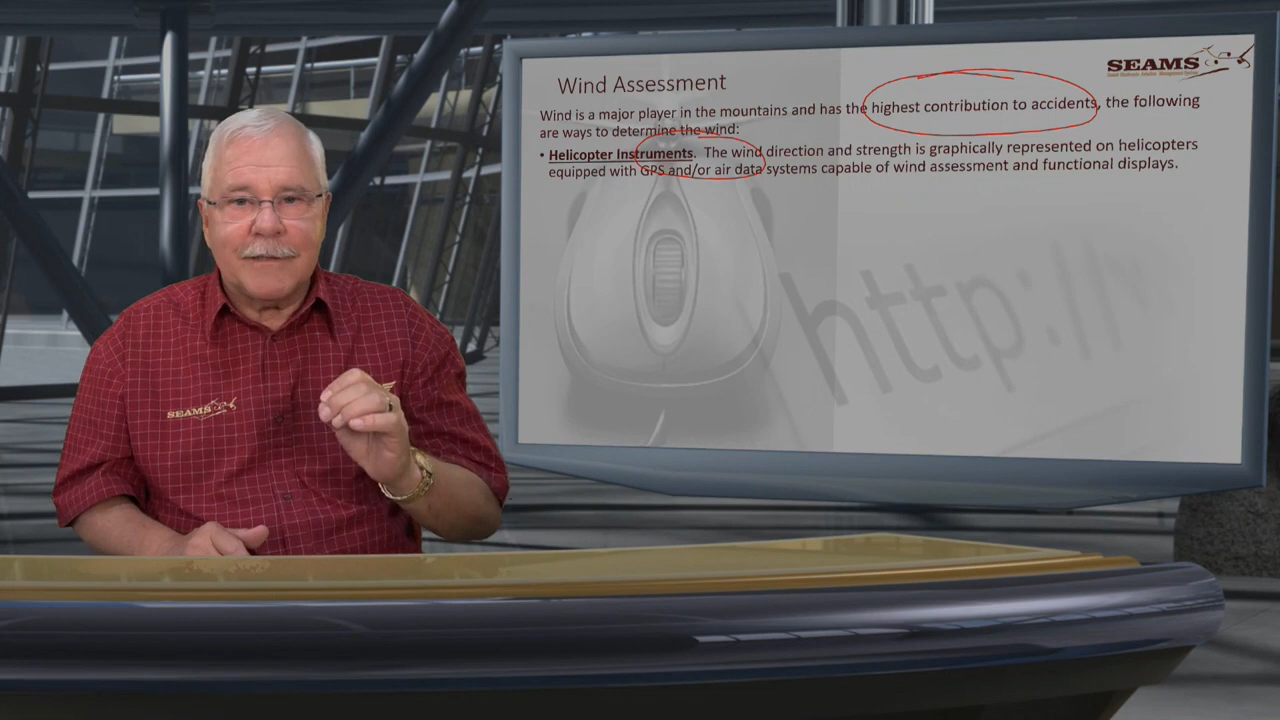 SEAMS
Wind Assessment
Wind is a major player in the mountains and has the highest contribution to accidents, the following
are ways to determine the wind:
• Helicopter Instruments. The wind direction and strength is graphically represented on helicopters
equipped with GPS and/or air data systems capable of wind assessment and functional displays.
http://
SEAMS